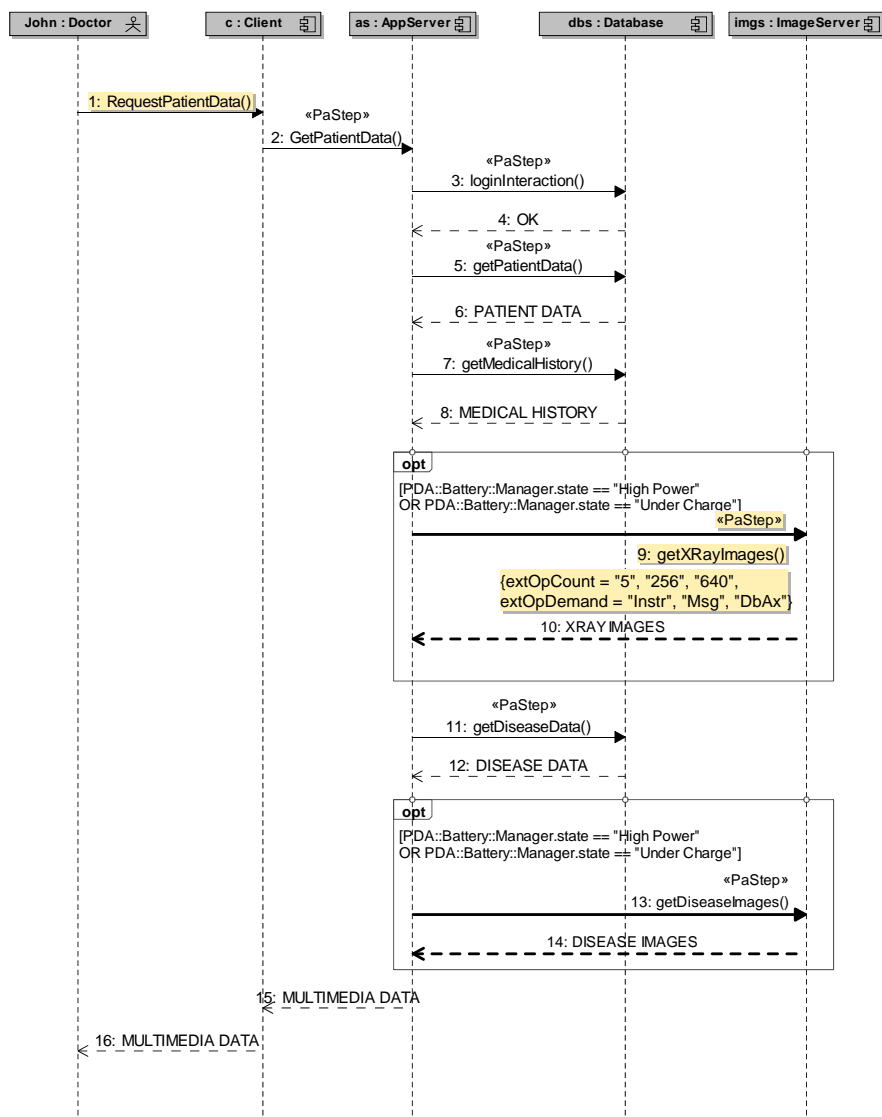 John : Doctor
c : Client
as : AppServer
dbs : Database
imgs : ImageServer
1: RequestPatientData()
«PaStep»
2: GetPatientData()
«PaStep»
3: loginInteraction()
4: OK
«PaStep»
5: getPatientData()
6: PATIENT DATA
«PaStep»
7: getMedicalHistory()
8: MEDICAL HISTORY
opt
[PDA::Battery::Manager.state == "High Power"
OR PDA::Battery::Manager.state == "Under Charge"]
«PaStep»
9: getXRayImages()
{extOpCount = "5", "256", "640",
extOpDemand = "Instr", "Msg", "DbAx"}
10: XRAY IMAGES
«PaStep»
11: getDiseaseData()
12: DISEASE DATA
opt
[PDA::Battery::Manager.state == "High Power"
OR PDA::Battery::Manager.state == "Under Charge"]
«PaStep»
13: getDiseaseImages()
14: DISEASE IMAGES
15: MULTIMEDIA DATA
16: MULTIMEDIA DATA